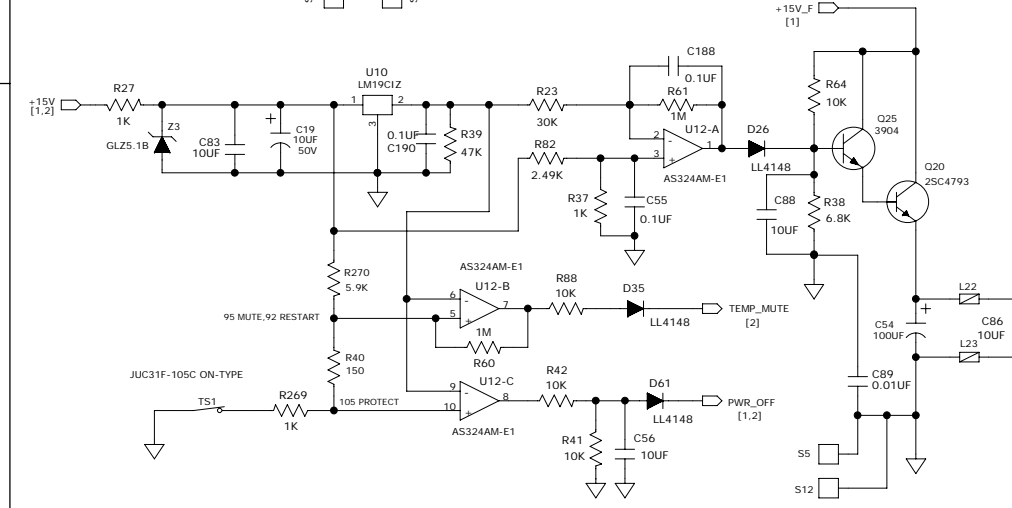 +15V_F
[1]
C188
0.1UF
U10
LM19CIZ
R27
1K
+15V
[1,2]
1
2
3
Z3
GLZ5.1B
C83
10UF
+
C19
10UF
50V
0.1UF
C190
R39
47K
R23
30K
R61
1M
U12-A
2
-
3
+
1
AS324AM-E1
R82
2.49K
R37
1K
C55
0.1UF
D26
LL4148
R64
10K
Q25
3904
Q20
2SC4793
C88
10UF
R38
6.8K
R270
5.9K
AS324AM-E1
U12-B
6
-
5
+
7
1M
R60
R88
10K
D35
LL4148
TEMP_MUTE
[2]
95 MUTE,92 RESTART
R40
150
JUC31F-105C ON-TYPE
TS1
R269
1K
105 PROTECT
U12-C
9
-
10
+
8
AS324AM-E1
R42
10K
D61
LL4148
PWR_OFF
[1,2]
R41
10K
C56
10UF
L22
+
C54
100UF
C86
10UF
L23
C89
0.01UF
S5
S12